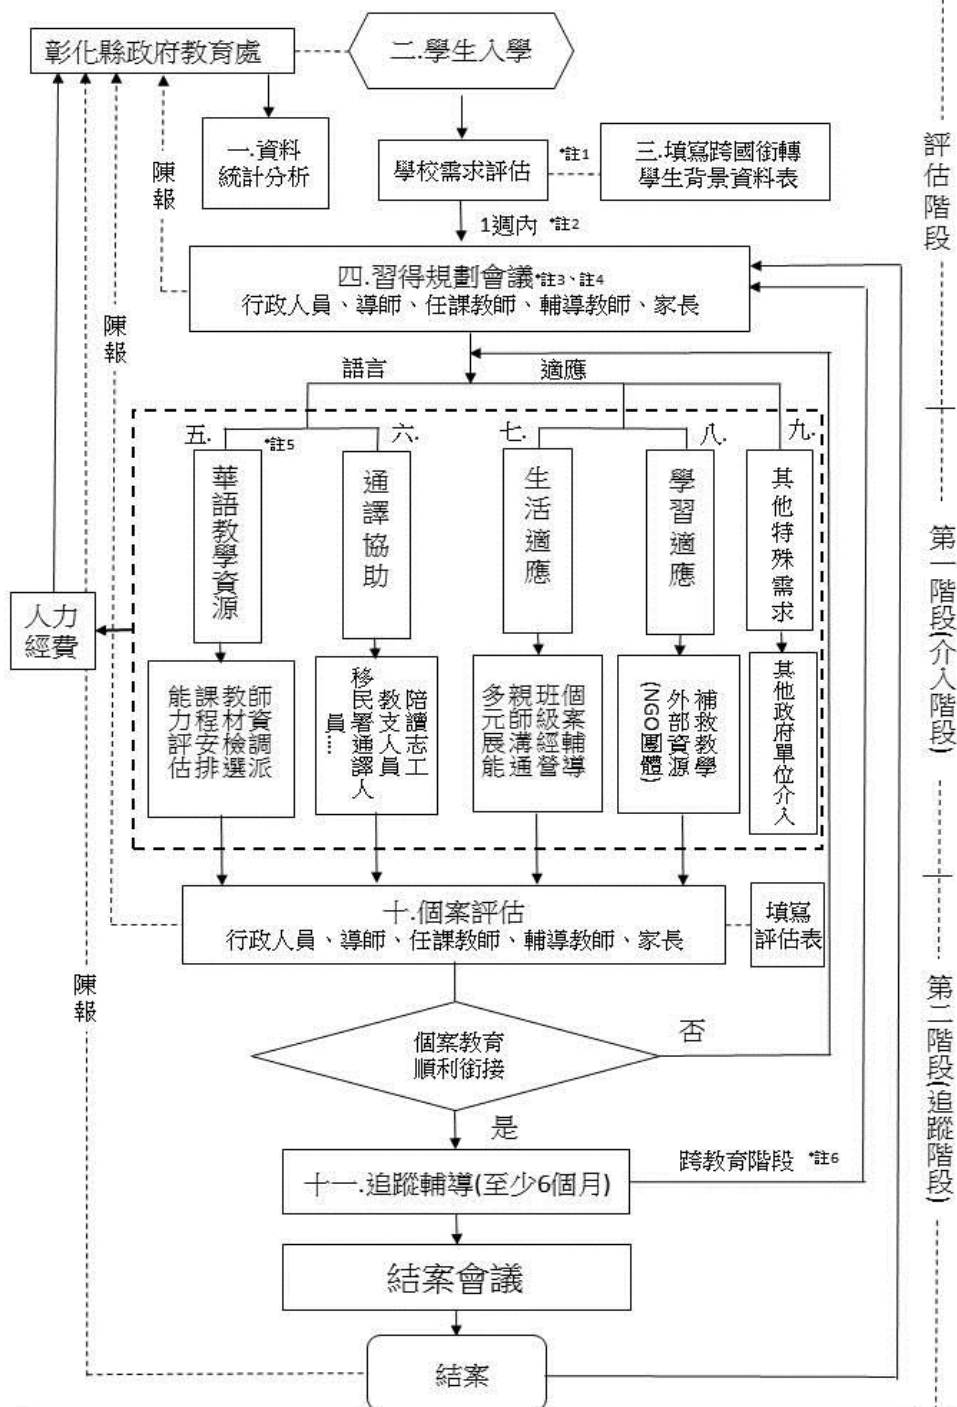 彰化縣政府教育處
二.學生入學
一.資料
統計分析
陳報
學校需求評估
*註1
三.填寫跨國銜轉
學生背景資料表
1週內 *註2
四.習得規劃會議*註3、註4
行政人員、導師、任課教師、輔導教師、家長
陳報
語言
適應
五.
*註5
六.
七.
八.
九.
華語教學資源
通譯協助
生活適應
學習適應
其他特殊需求
人力
經費
師資調派
教材檢選
課程安排
能力評估
陪讀志工
教支人員
移民署通譯人
員....
個案輔導
班級經營
親師溝通
多元展能
補救教學
外部資源
(NGO團體)
其他政府單位介入
十.個案評估
行政人員、導師、任課教師、輔導教師、家長
填寫
評估表
陳報
個案教育
順利銜接
否
是
十一.追蹤輔導(至少6個月)
跨教育階段 *註6
結案會議
結案
評估階段
第一階段(介入階段)
第二階段(追蹤階段)